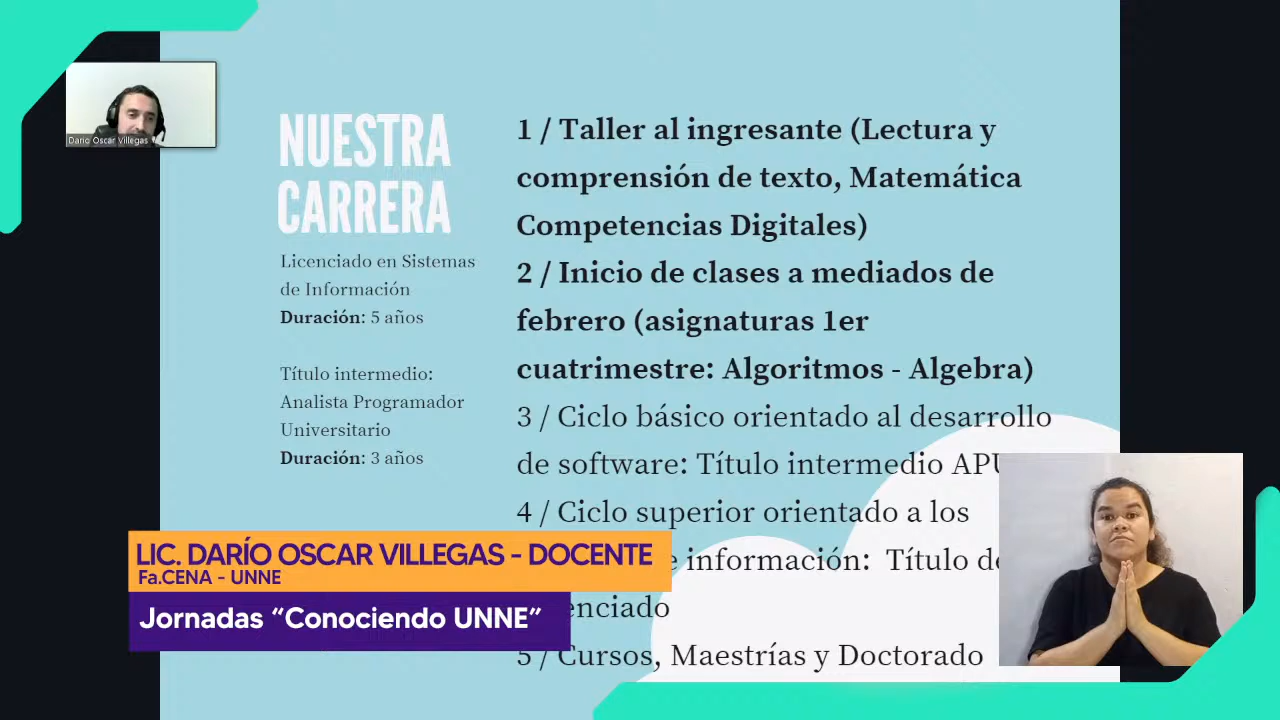 Dario Oscar Villegas
NUESTRA
CARRERA
Licenciado en Sistemas
de Información
Duración: 5 años
Título intermedio:
Analista Programador
Universitario
Duración: 3 años
1 / Taller al ingresante (Lectura y
comprensión de texto, Matemática
Competencias Digitales)
2 / Inicio de clases a mediados de
febrero (asignaturas 1er
cuatrimestre: Algoritmos - Algebra)
3 / Ciclo básico orientado al desarrollo
de software: Título intermedio
4 / Ciclo superior orientado a los
información: Título
5 / Cursos, Maestrías y Doctorado
LIC. DARÍO OSCAR VILLEGAS - DOCENTE
Fa.CENA - UNNE
Jornadas “Conociendo UNNE”